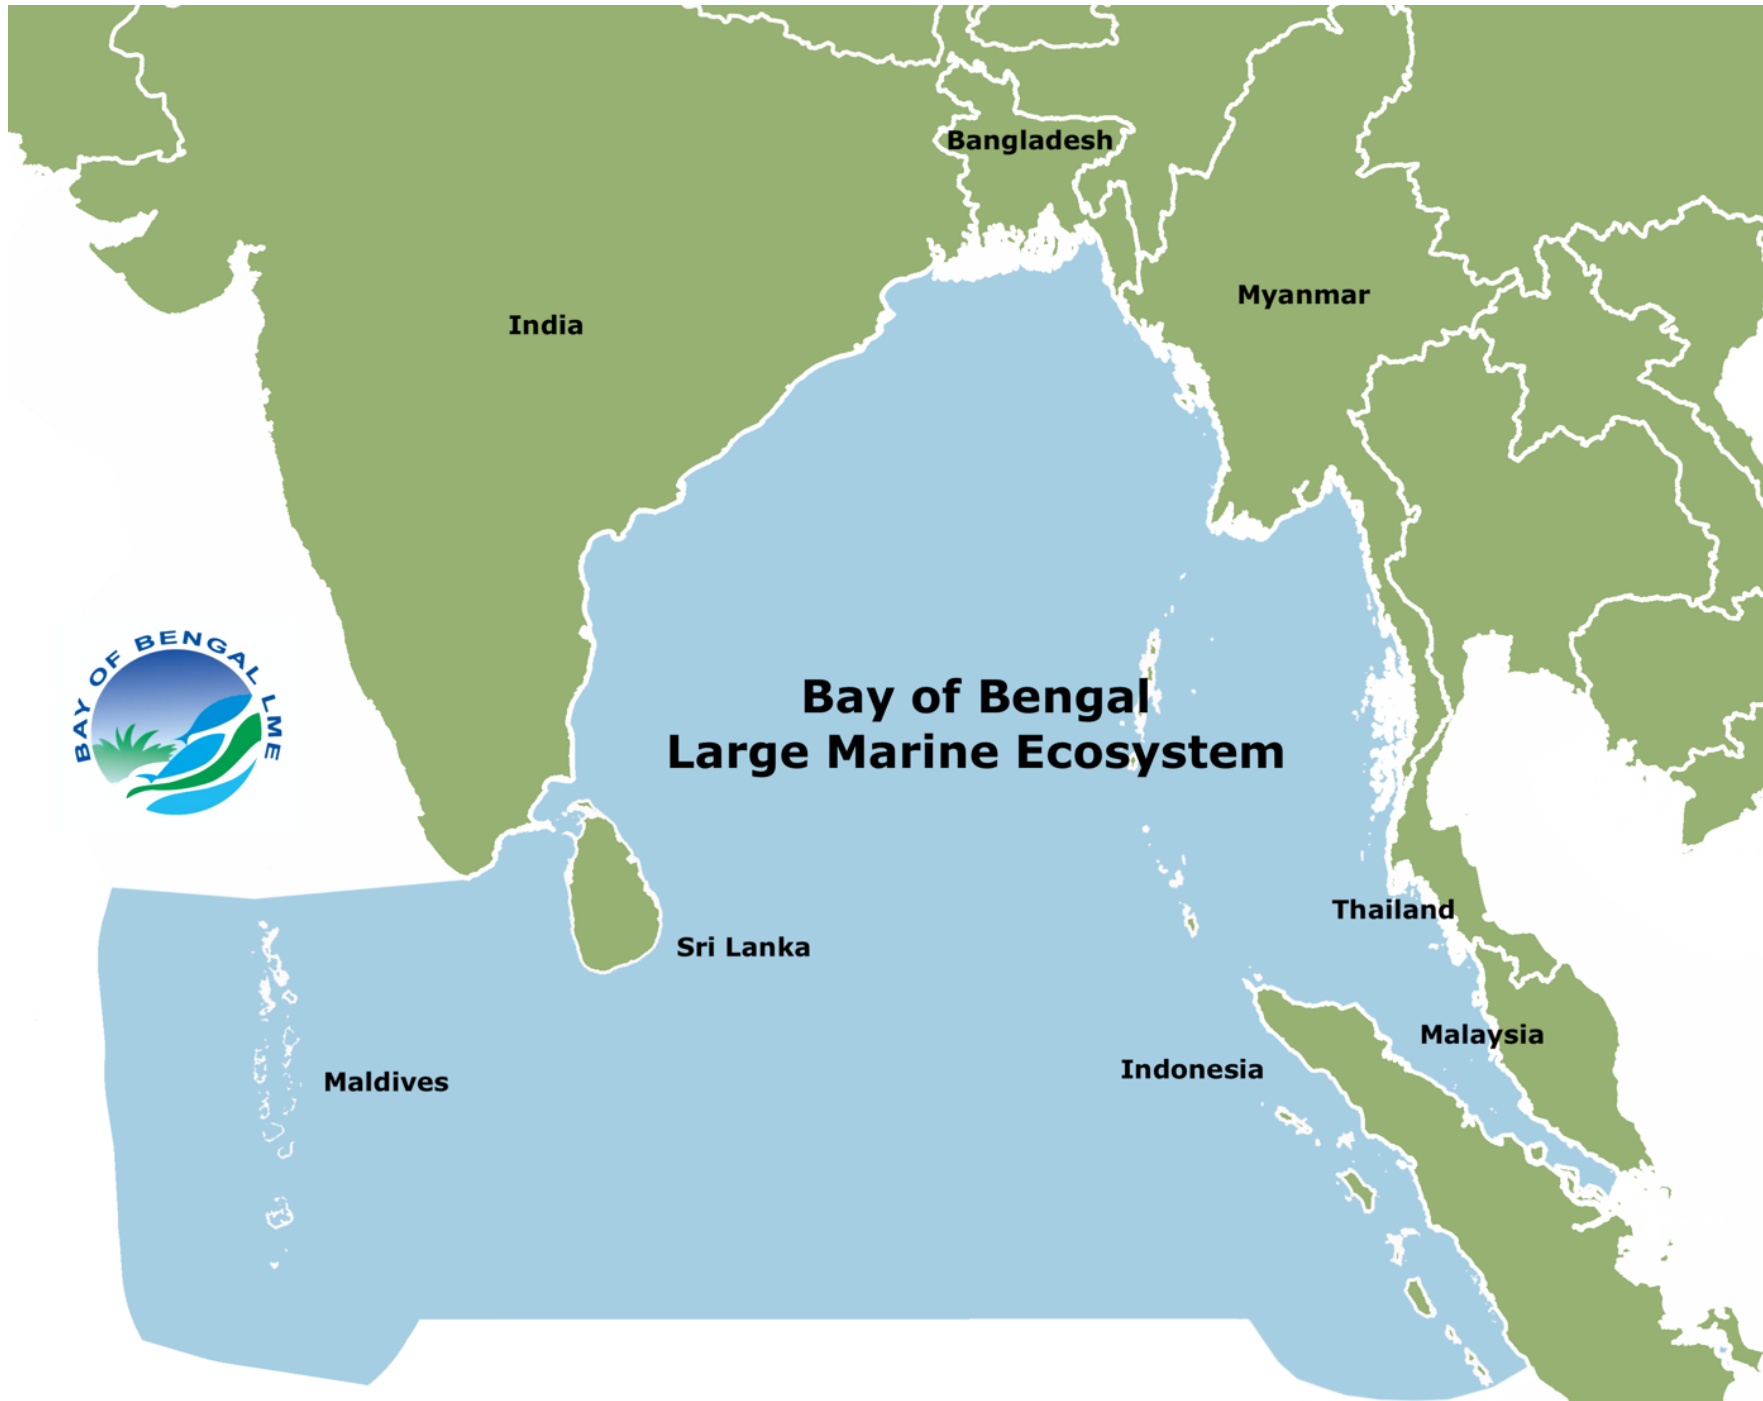 Bangladesh
Myanmar
India
BAY OF BENGAL LME
Bay of Bengal
Large Marine Ecosystem
Thailand
Sri Lanka
Malaysia
Indonesia
Maldives